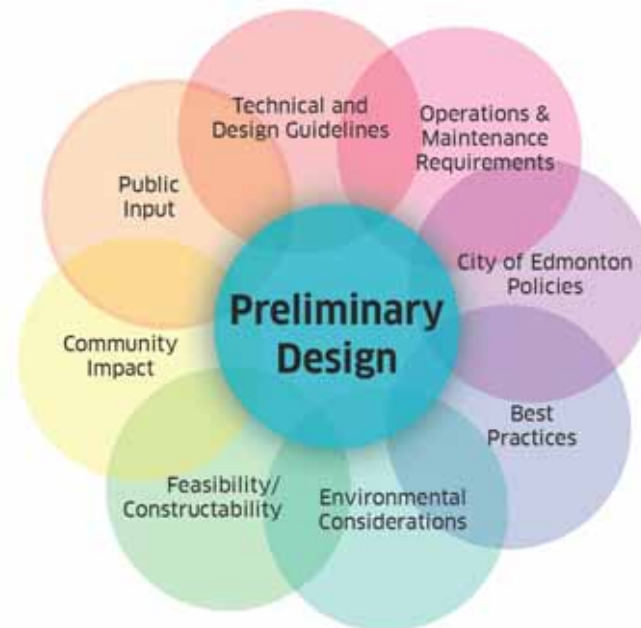 Technical and
Design Guidelines
Operations &
Maintenance
Requirements
Public
Input
City of Edmonton
Policies
Preliminary
Design
Community
Impact
Best
Practices
Feasibility/
Constructability
Environmental
Considerations